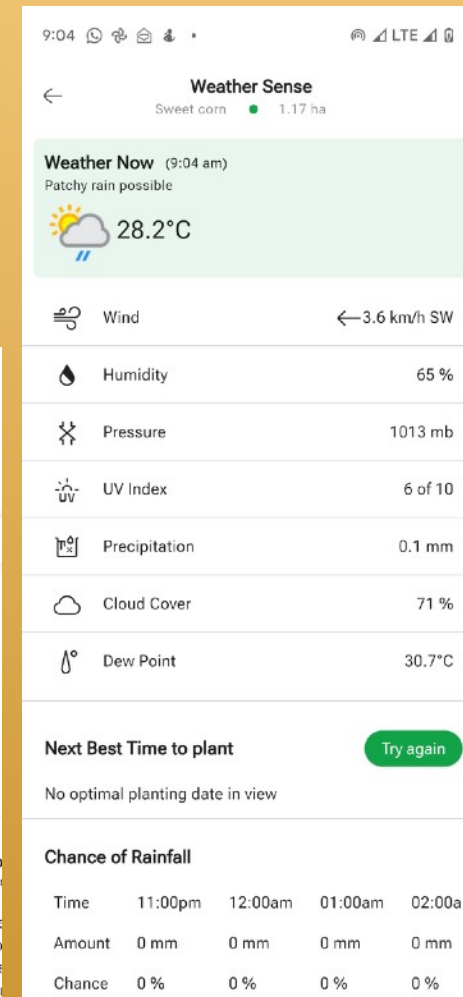 9:04 LTE
Weather Sense
Sweet corn 1.17 ha
Weather Now (9:04 am)
Patchy rain possible
28.2°C
Wind ←3.6 km/h SW
Humidity 65 %
Pressure 1013 mb
UV Index 6 of 10
Precipitation 0.1 mm
Cloud Cover 71 %
Dew Point 30.7°C
Next Best Time to plant Try again
No optimal planting date in view
Chance of Rainfall
Time 11:00pm 12:00am 01:00am 02:00a
Amount 0 mm 0 mm 0 mm 0 mm
Chance 0 % 0 % 0 % 0 %